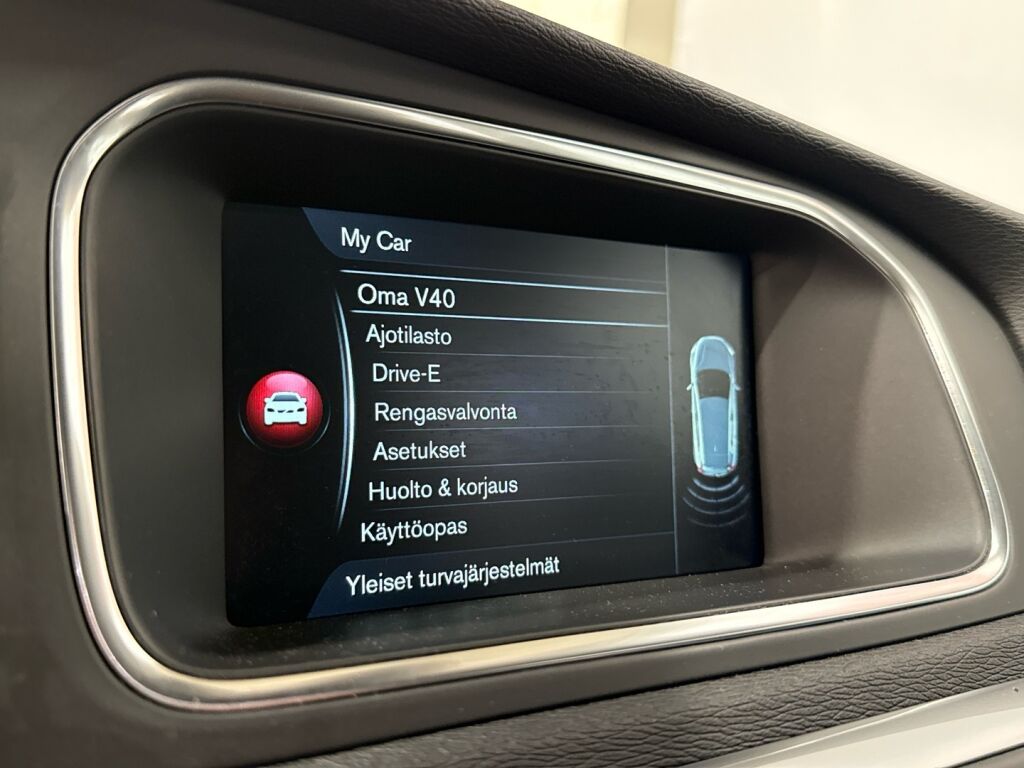 My Car
Oma V40
Ajotilasto
Drive-E
Rengasvalvonta
Asetukset
Huolto & korjaus
Käyttöopas
Yleiset turvajärjestelmät